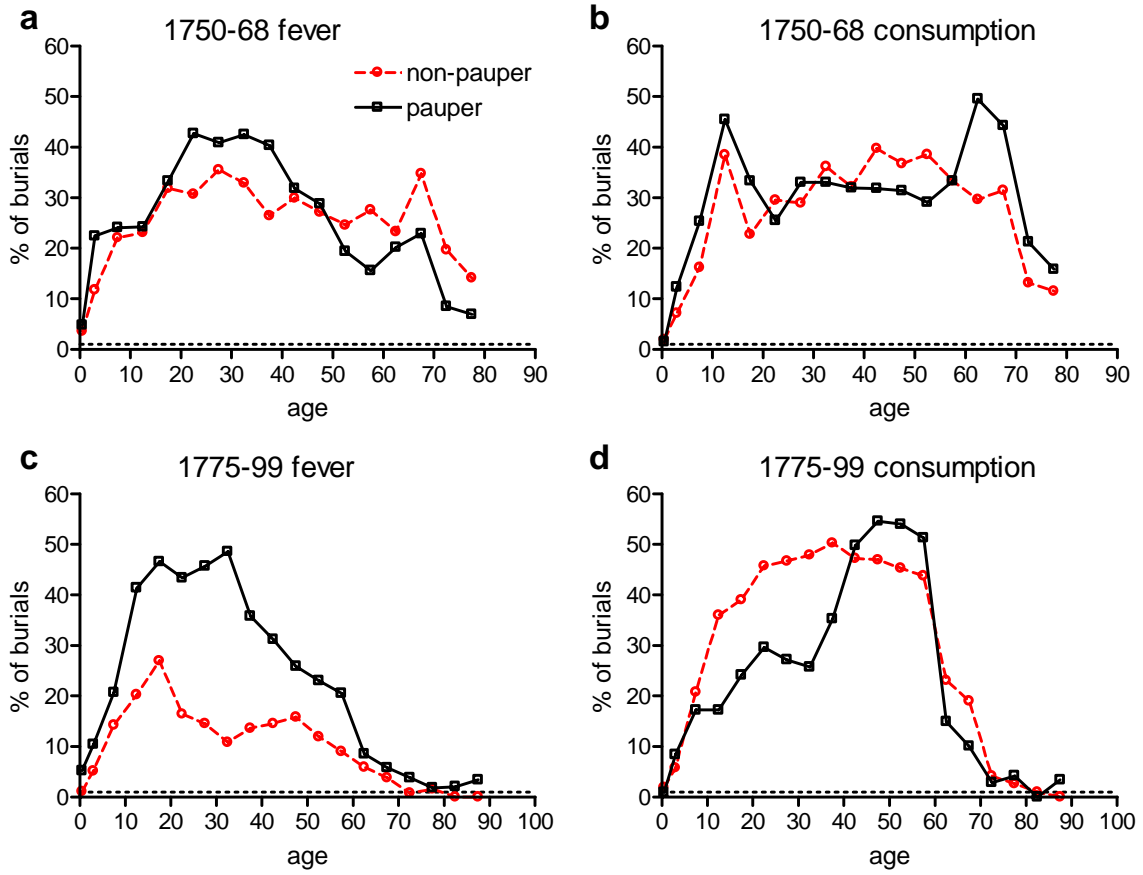 a
1750-68 fever
60
50
40
30
20
10
0
% of burials
non-pauper
pauper
0 10 20 30 40 50 60 70 80 90
age
b
1750-68 consumption
60
50
40
30
20
10
0
% of burials
0 10 20 30 40 50 60 70 80 90
age
c
1775-99 fever
60
50
40
30
20
10
0
% of burials
0 10 20 30 40 50 60 70 80 90 100
age
d
1775-99 consumption
60
50
40
30
20
10
0
% of burials
0 10 20 30 40 50 60 70 80 90 100
age